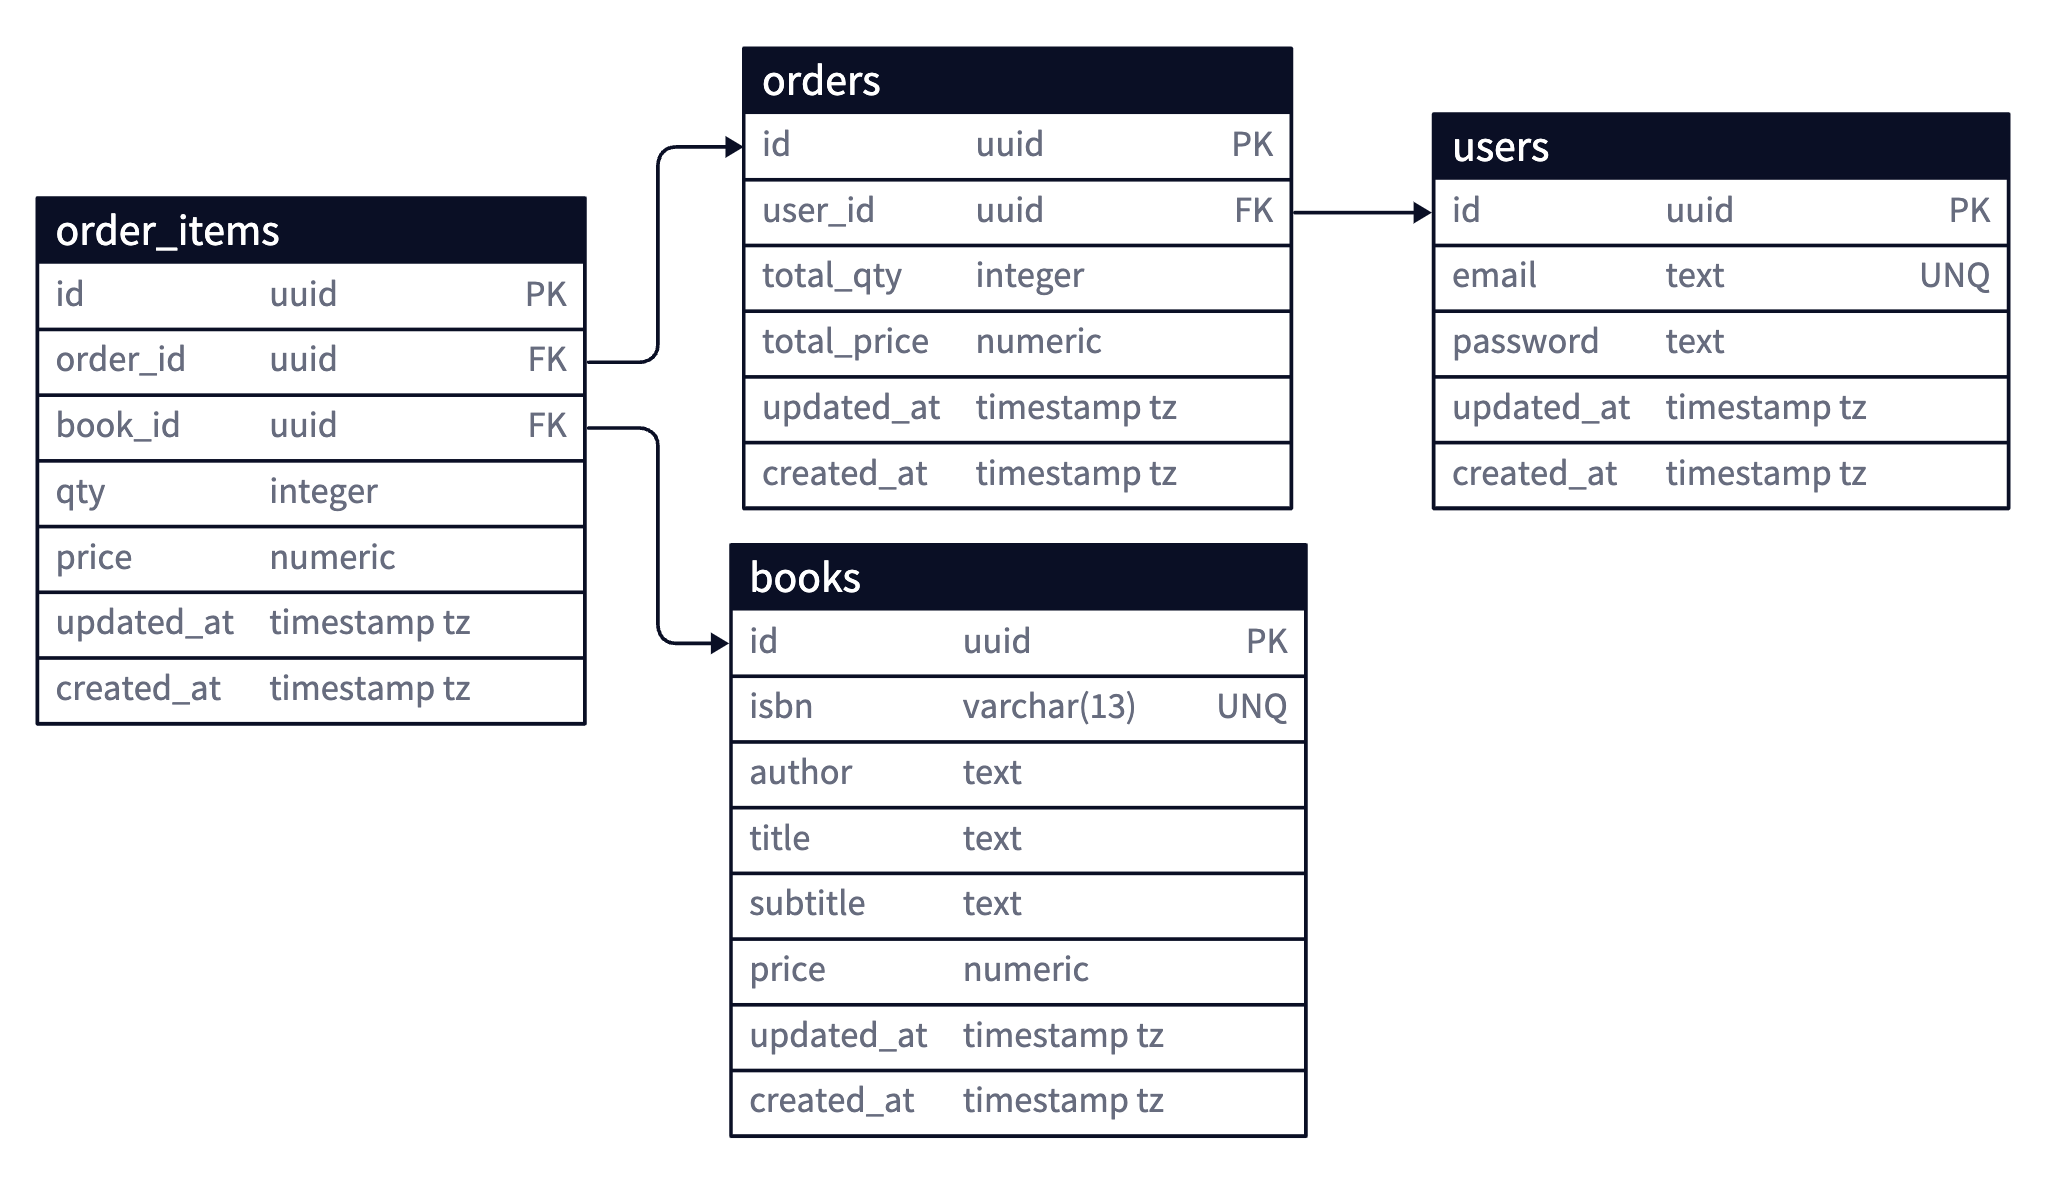 order_items
id uuid PK
order_id uuid FK
book_id uuid FK
qty integer
price numeric
updated_at timestamp tz
created_at timestamp tz
orders
id uuid PK
user_id uuid FK
total_qty integer
total_price numeric
updated_at timestamp tz
created_at timestamp tz
users
id uuid PK
email text UNQ
password text
updated_at timestamp tz
created_at timestamp tz
books
id uuid PK
isbn varchar(13) UNQ
author text
title text
subtitle text
price numeric
updated_at timestamp tz
created_at timestamp tz